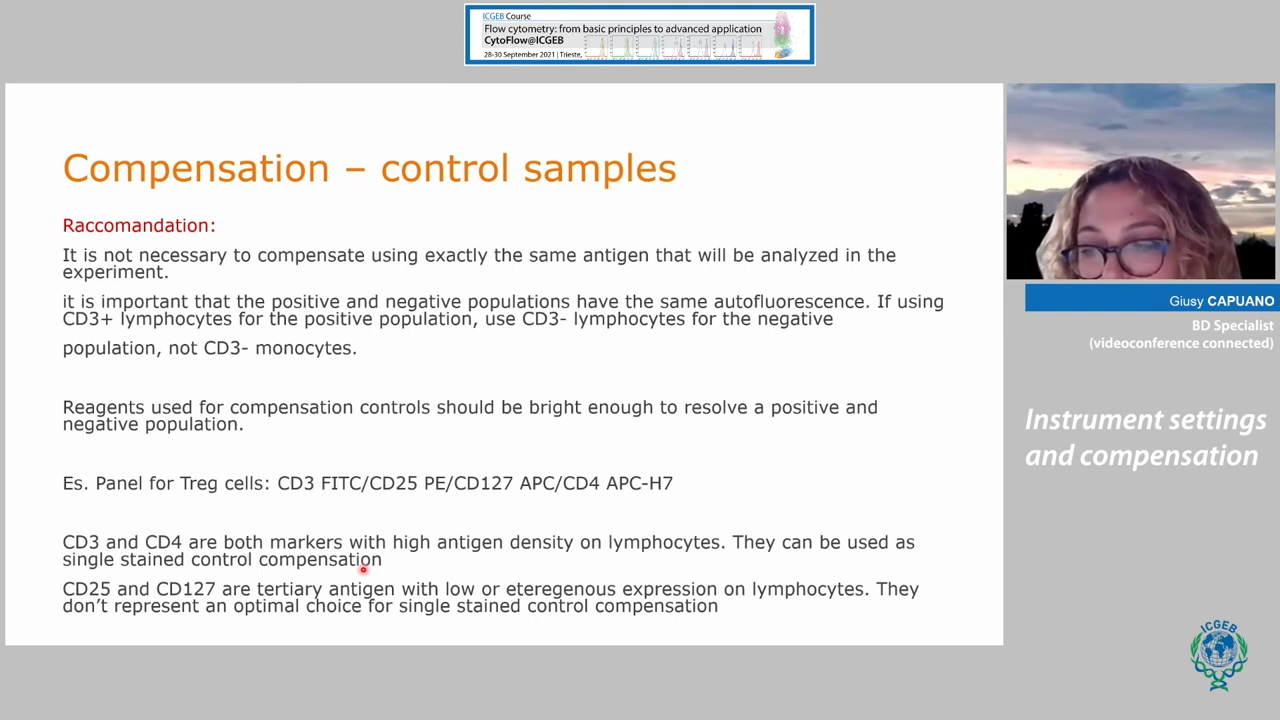 ICGEB Course
Flow cytometry: from basic principles to advanced application
CytoFlow@ICGEB
28-30 September 2021 | Trieste,
Compensation – control samples
Raccomandation:
It is not necessary to compensate using exactly the same antigen that will be analyzed in the
experiment.
it is important that the positive and negative populations have the same autofluorescence. If using
CD3+ lymphocytes for the positive population, use CD3- lymphocytes for the negative
population, not CD3- monocytes.
Reagents used for compensation controls should be bright enough to resolve a positive and
negative population.
Es. Panel for Treg cells: CD3 FITC/CD25 PE/CD127 APC/CD4 APC-H7
CD3 and CD4 are both markers with high antigen density on lymphocytes. They can be used as
single stained control compensation
CD25 and CD127 are tertiary antigen with low or eteregenous expression on lymphocytes. They
don’t represent an optimal choice for single stained control compensation
Giusy CAPUANO
BD Specialist
(videoconference connected)
Instrument settings
and compensation
ICGEB